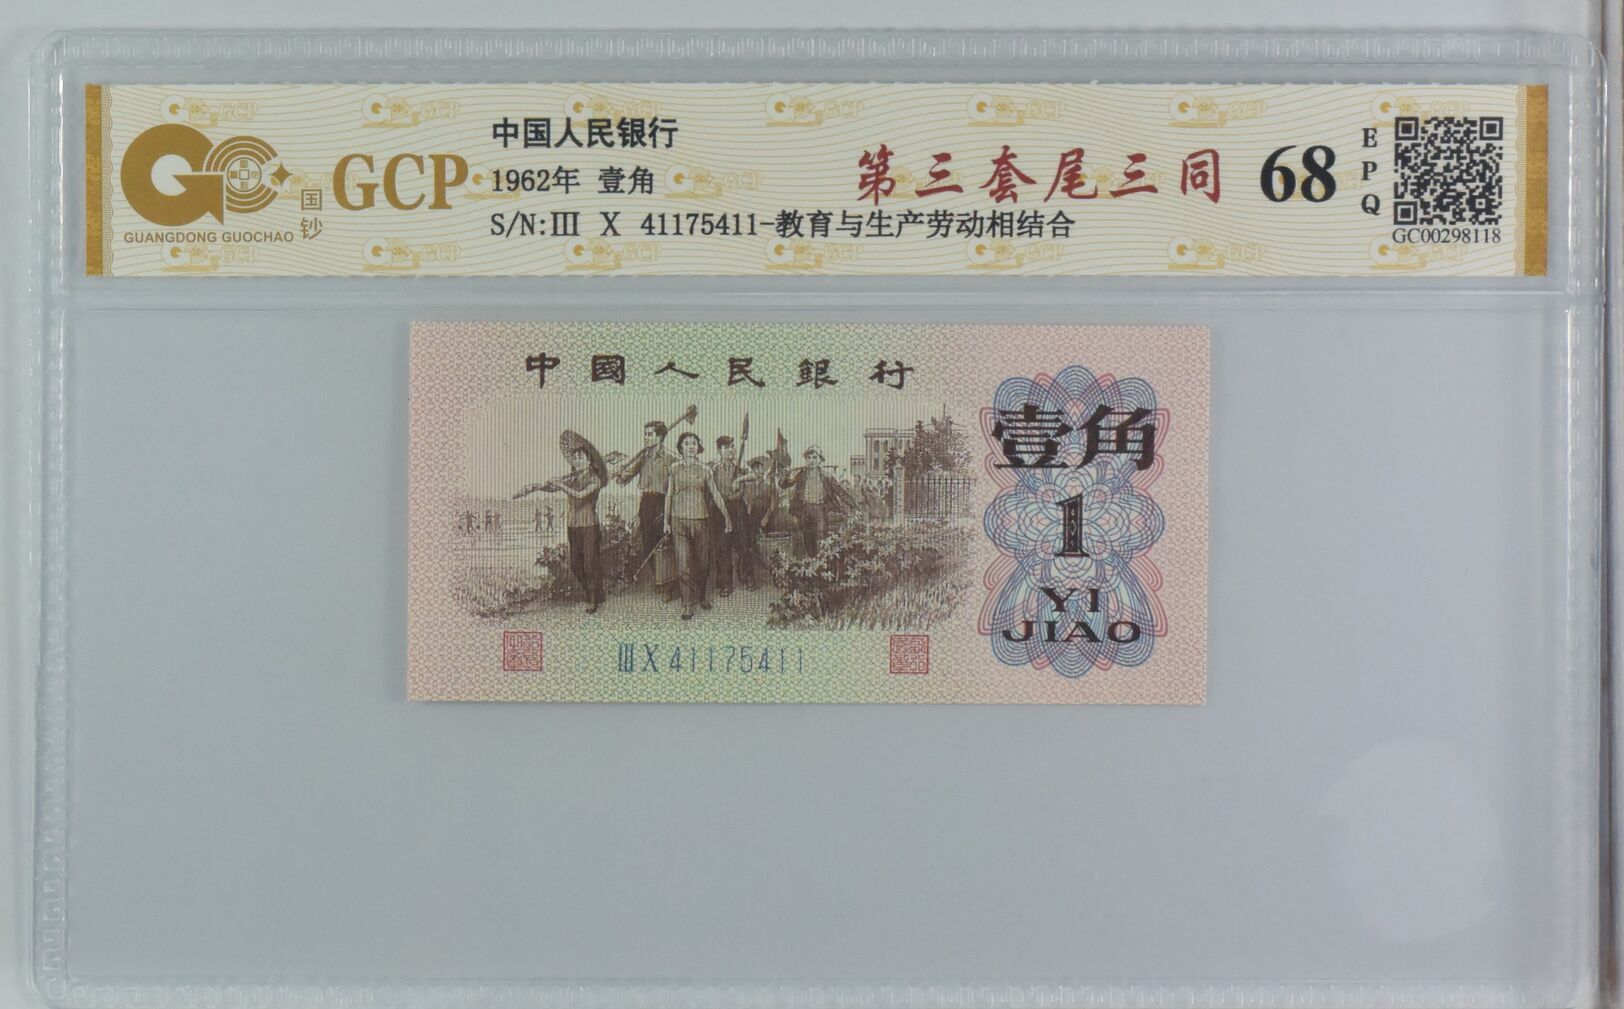 GCP
国钞
GUANGDONG GUOCHAO
中国人民银行
1962年 壹角
S/N:III X 41175411-教育与生产劳动相结合
第三套尾三同
68
EPQ
GC00298118
中國人民銀行
壹角
1
YI
JIAO
III X 41175411